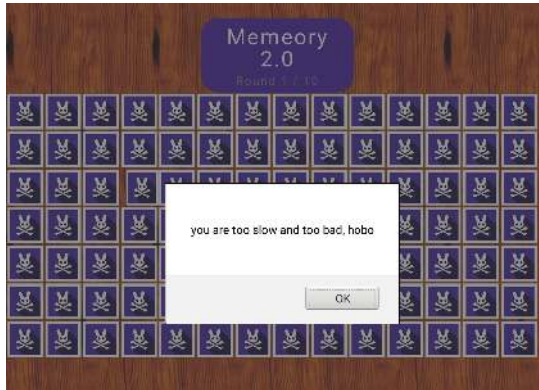 Memeory
2.0
Round 1 / 10
you are too slow and too bad, hobo
OK